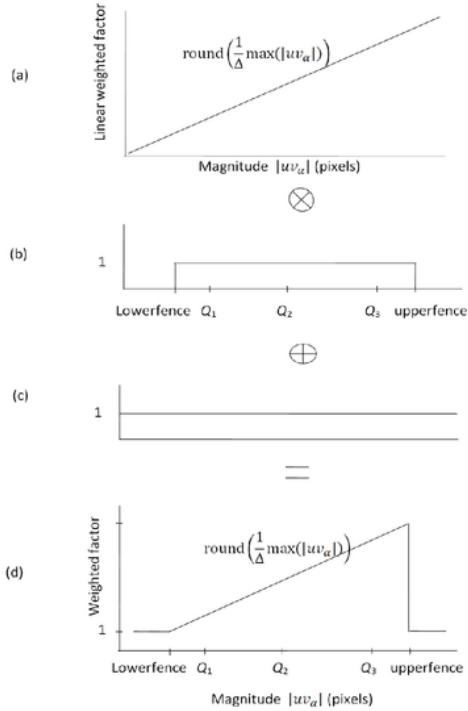 (a)
Linear weighted factor
round(1/Δ max(|uvα|))
Magnitude |uvα| (pixels)
⊗
(b)
1
Lowerfence Q1 Q2 Q3 upperfence
⊕
(c)
1
=
(d)
Weighted factor
round(1/Δ max(|uvα|))
1
Lowerfence Q1 Q2 Q3 upperfence
Magnitude |uvα| (pixels)